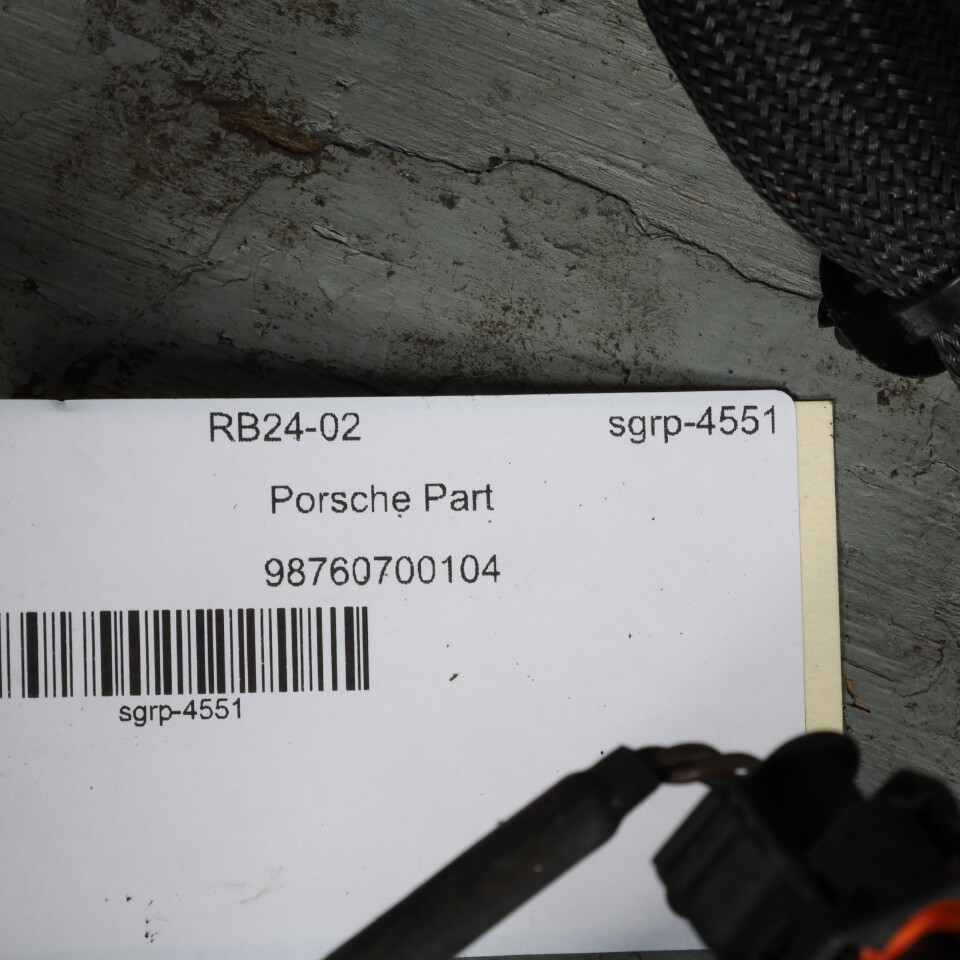 RB24-02 sgrp-4551
Porsche Part
98760700104
sgrp-4551